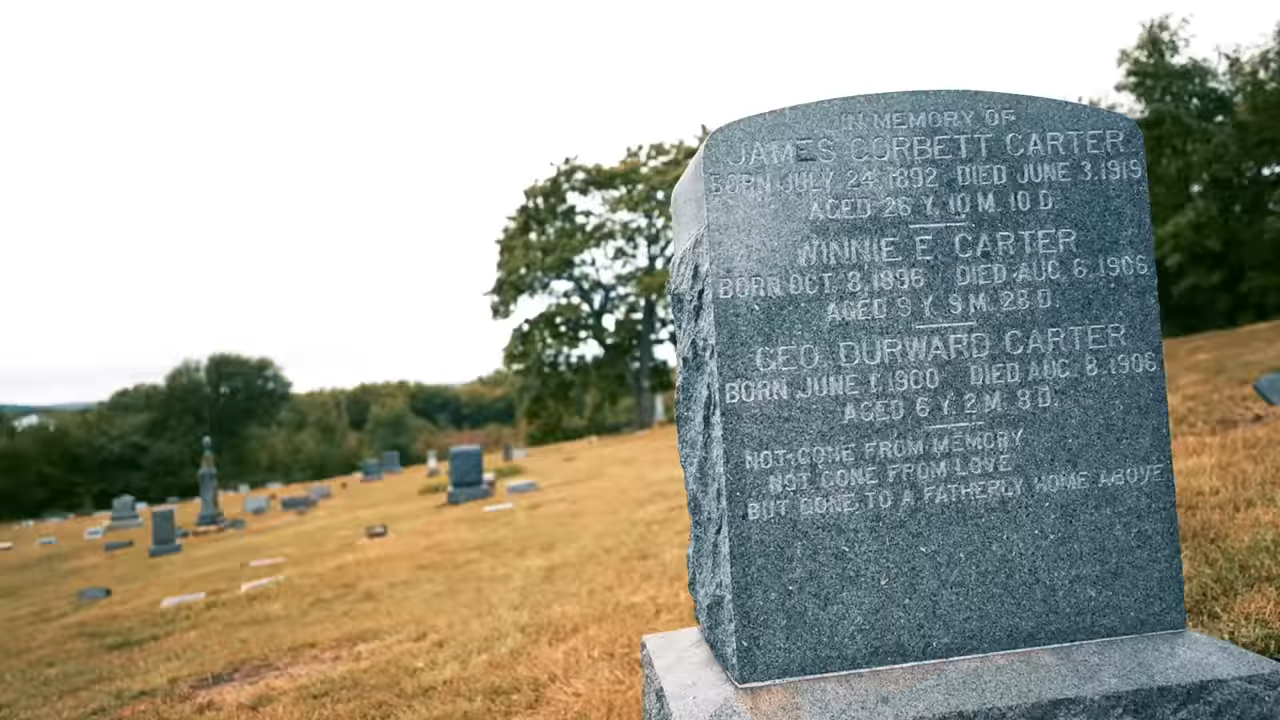 IN MEMORY OF
JAMES CORBETT CARTER
BORN JULY 24, 1892 DIED JUNE 3, 1919
AGED 26 Y. 10 M. 10 D.
WINNIE E. CARTER
BORN OCT. 8, 1896 DIED AUG. 6, 1906
AGED 9 Y. 9 M. 28 D.
GEO. DURWARD CARTER
BORN JUNE 1, 1900 DIED AUG. 8, 1906
AGED 6 Y. 2 M. 8 D.
NOT GONE FROM MEMORY
NOT GONE FROM LOVE
BUT GONE TO A FATHERLY HOME ABOVE